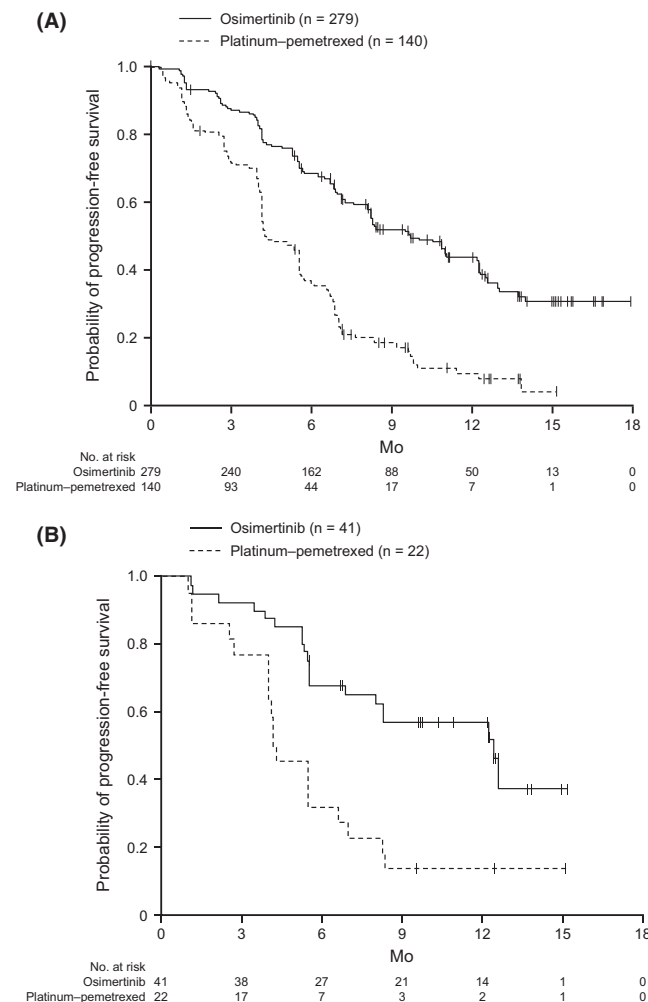 (A)
Osimertinib (n = 279)
Platinum–pemetrexed (n = 140)
Probability of progression-free survival
1.0
0.8
0.6
0.4
0.2
0
0 3 6 9 12 15 18
Mo
No. at risk
Osimertinib 279 240 162 88 50 13 0
Platinum–pemetrexed 140 93 44 17 7 1 0
(B)
Osimertinib (n = 41)
Platinum–pemetrexed (n = 22)
Probability of progression-free survival
1.0
0.8
0.6
0.4
0.2
0
0 3 6 9 12 15 18
Mo
No. at risk
Osimertinib 41 38 27 21 14 1 0
Platinum–pemetrexed 22 17 7 3 2 1 0